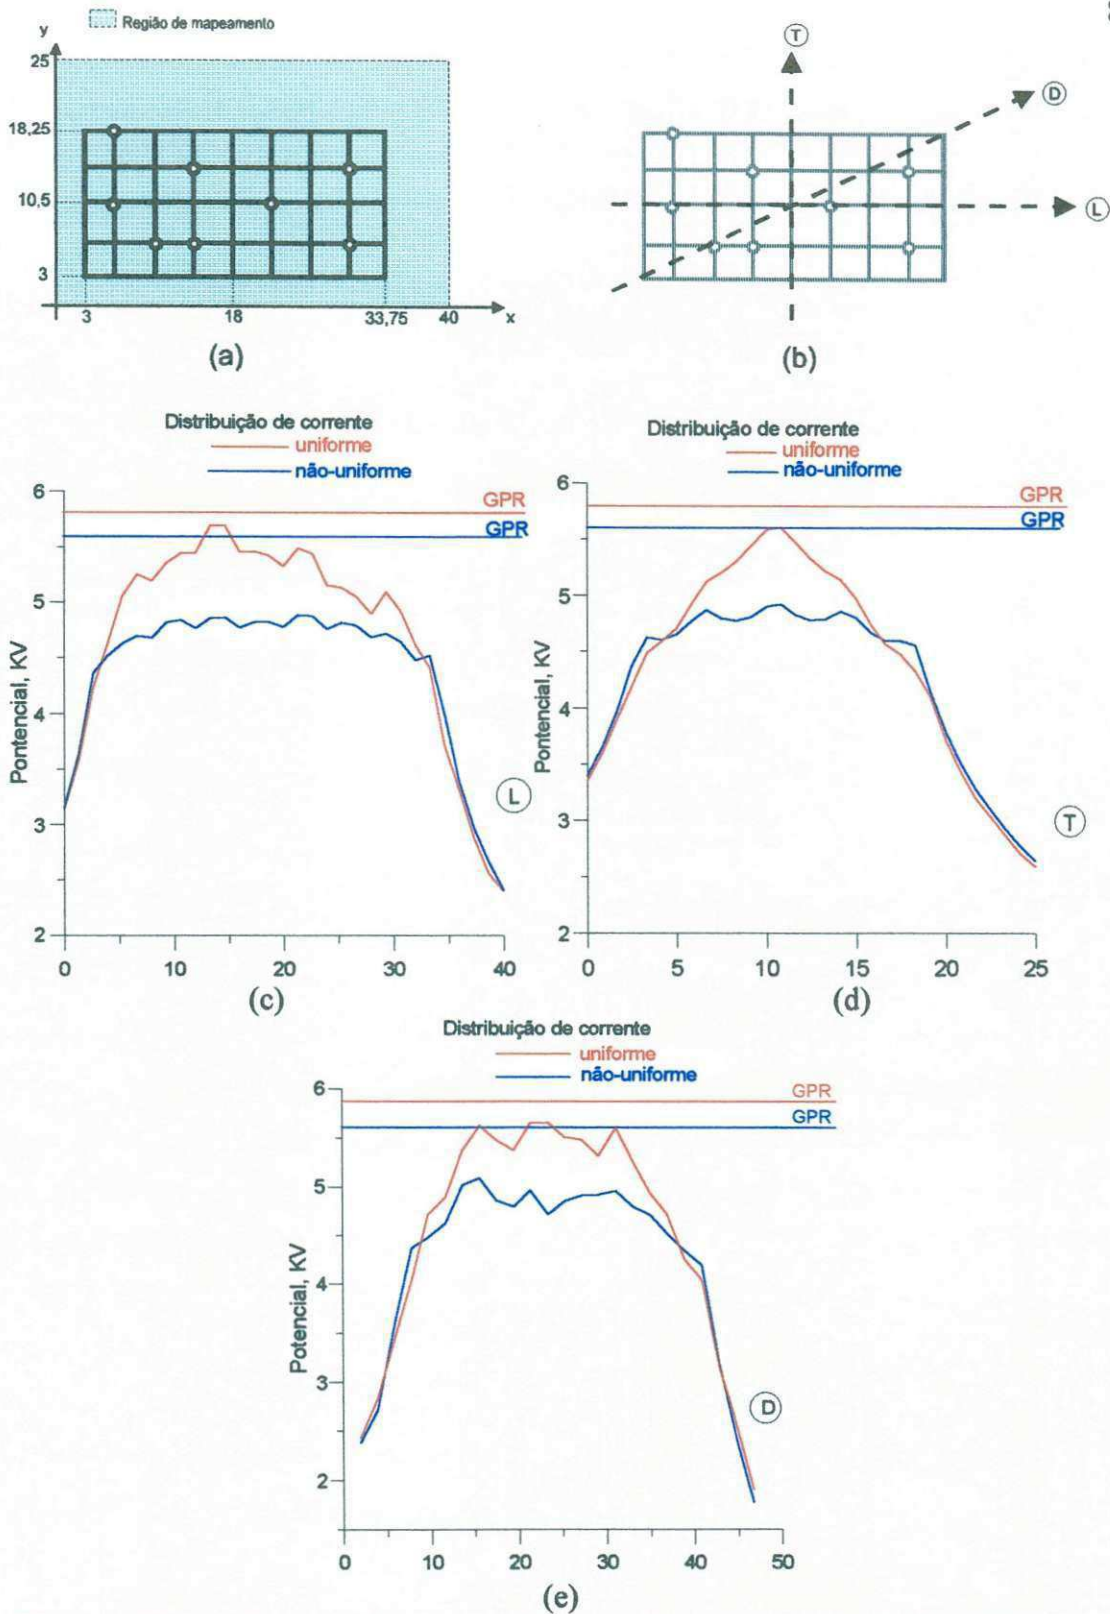 Região de mapeamento
y
25
18,25
10,5
3
3
18
33,75
40
x
(a)
T
D
L
(b)
Distribuição de corrente
uniforme
não-uniforme
GPR
GPR
6
5
4
3
2
Pontencial, KV
L
0
10
20
30
40
(c)
Distribuição de corrente
uniforme
não-uniforme
GPR
GPR
6
5
4
3
2
Pontencial, KV
T
0
5
10
15
20
25
(d)
Distribuição de corrente
uniforme
não-uniforme
GPR
GPR
6
5
4
3
2
Potencial, KV
D
0
10
20
30
40
50
(e)